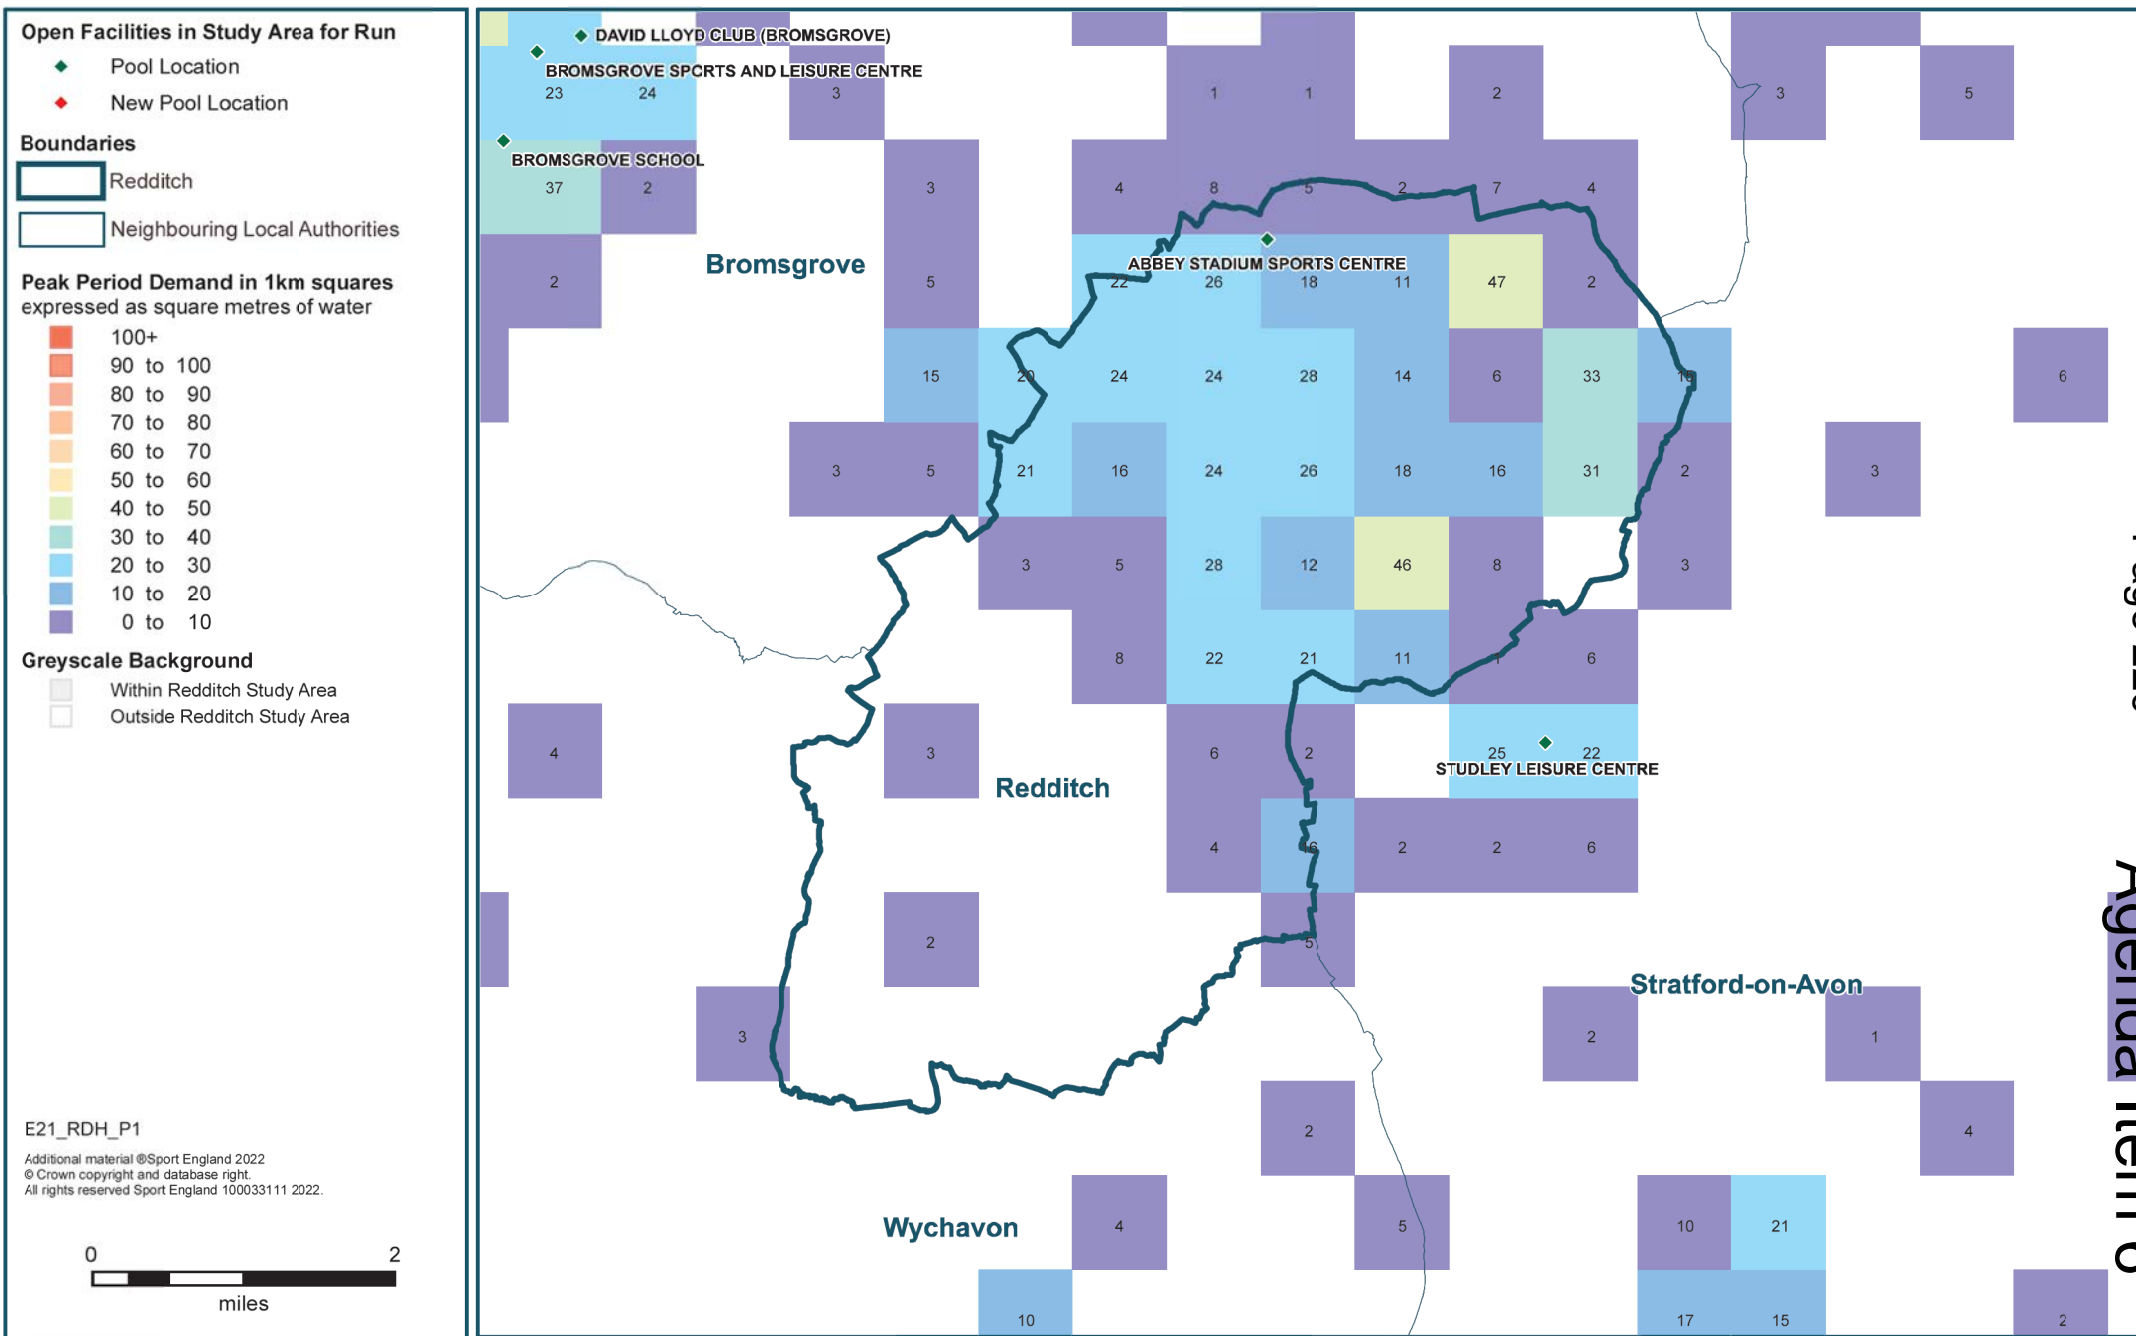 Open Facilities in Study Area for Run
Pool Location
New Pool Location
Boundaries
Redditch
Neighbouring Local Authorities
Peak Period Demand in 1km squares
expressed as square metres of water
100+
90 to 100
80 to 90
70 to 80
60 to 70
50 to 60
40 to 50
30 to 40
20 to 30
10 to 20
0 to 10
Greyscale Background
Within Redditch Study Area
Outside Redditch Study Area
E21_RDH_P1
Additional material ®Sport England 2022
© Crown copyright and database right.
All rights reserved Sport England 100033111 2022.
0 2
miles
DAVID LLOYD CLUB (BROMSGROVE)
BROMSGROVE SPORTS AND LEISURE CENTRE
23 24 3 1 1 2 3 5
BROMSGROVE SCHOOL
37 2 3 4 8 5 2 7 4
Bromsgrove
ABBEY STADIUM SPORTS CENTRE
2 5 22 26 18 11 47 2
15 20 24 24 28 14 6 33 6
3 5 21 16 24 26 18 16 31 2 3
3 5 28 12 46 8 3
8 22 21 11 6
4 3 6 2 25 22
STUDLEY LEISURE CENTRE
Redditch
4 16 2 2 6
2 5
Stratford-on-Avon
3 2 1
2 4
Wychavon
4 5 10 21
10 17 15 2
Agenda Item 6